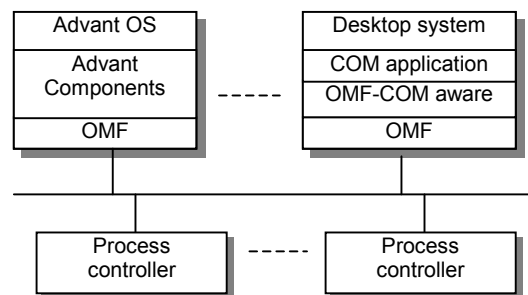 Advant OS
Advant
Components
OMF
Desktop system
COM application
OMF-COM aware
OMF
Process
controller
Process
controller